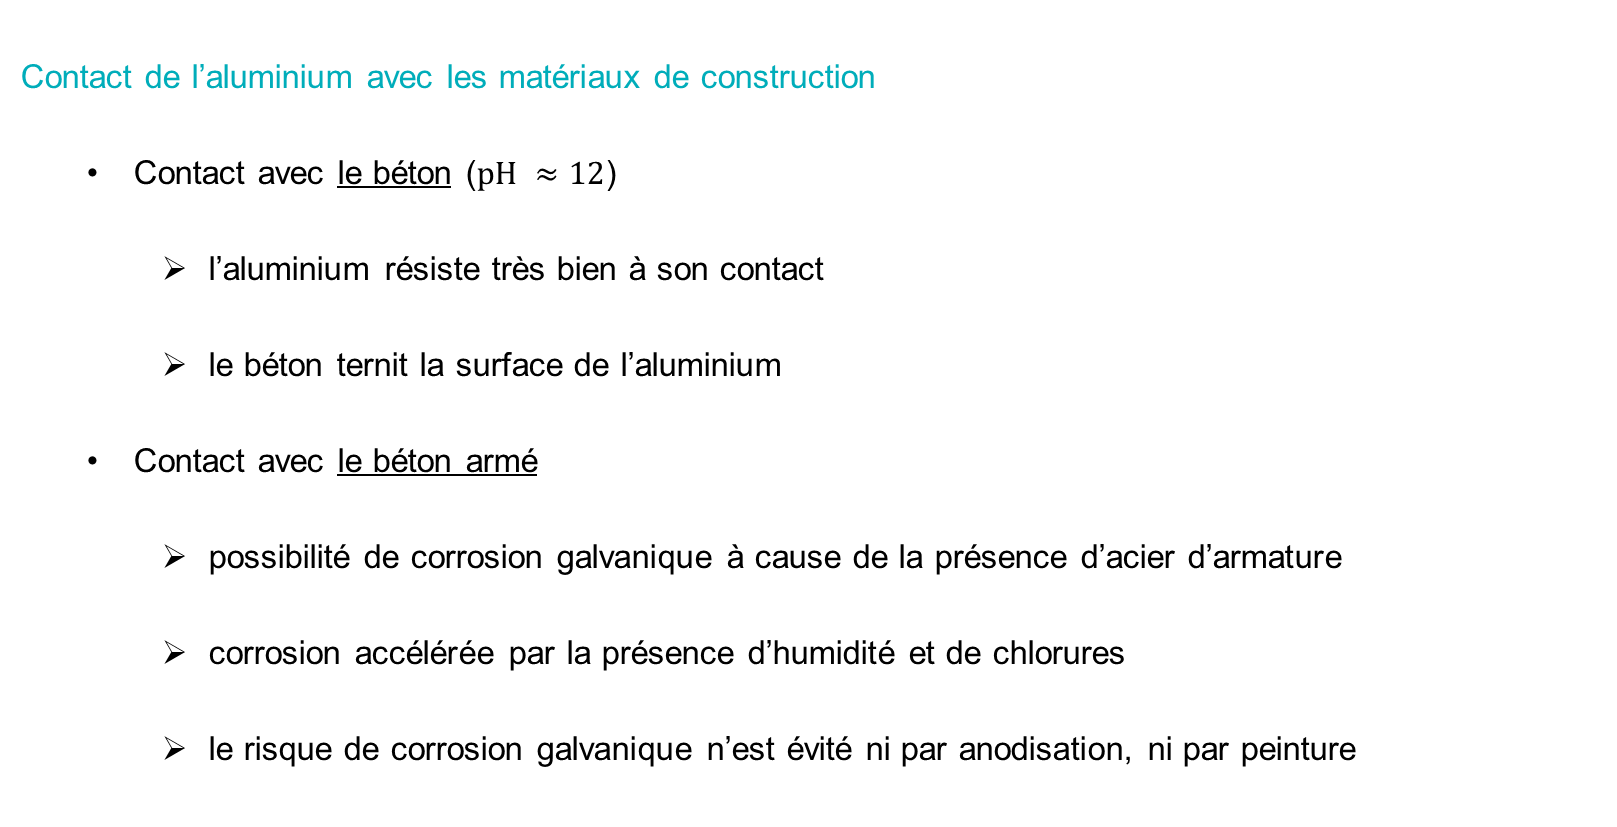 Contact de l’aluminium avec les matériaux de construction
• Contact avec le béton (pH ≈ 12)
➢ l’aluminium résiste très bien à son contact
➢ le béton ternit la surface de l’aluminium
• Contact avec le béton armé
➢ possibilité de corrosion galvanique à cause de la présence d’acier d’armature
➢ corrosion accélérée par la présence d’humidité et de chlorures
➢ le risque de corrosion galvanique n’est évité ni par anodisation, ni par peinture